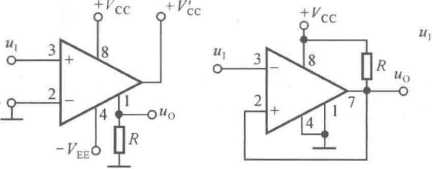 +V_CC
+V'_CC
u_I
3
+
8
2
−
1
4
u_O
−V_EE
R
+V_CC
u_I
8
R
u_I
3
−
u_O
2
+
7
4
1